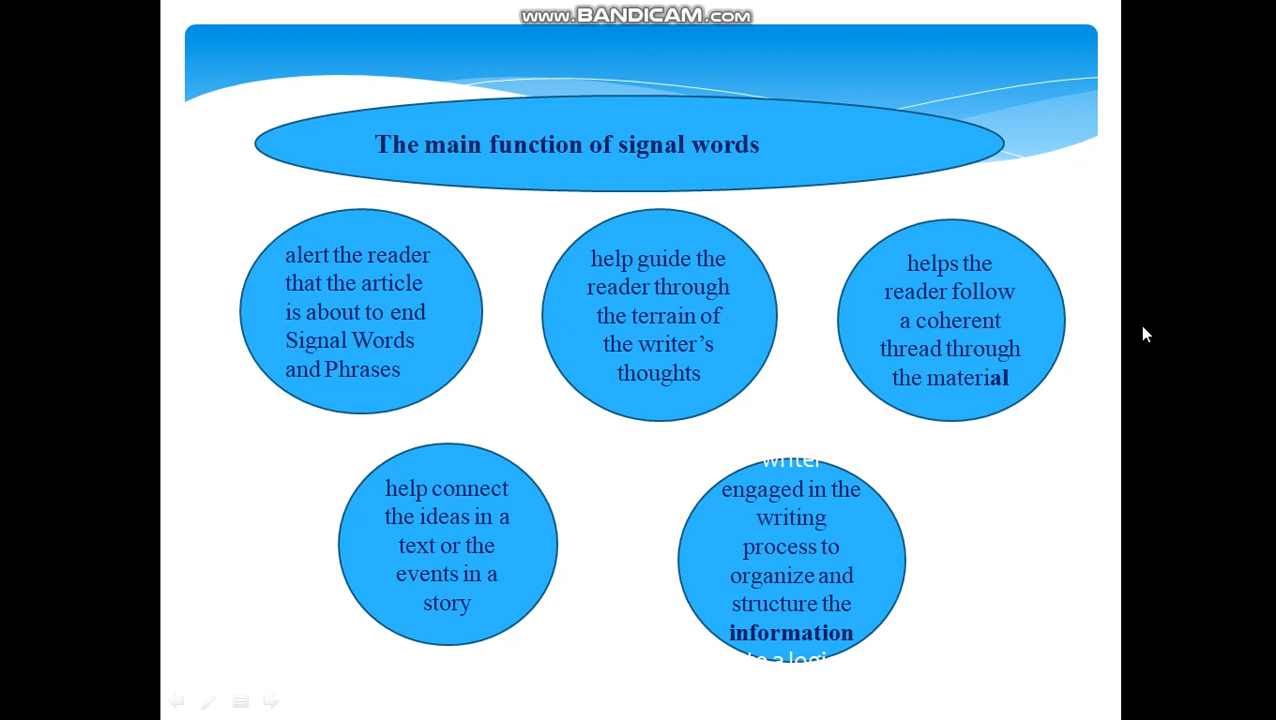 www.BANDICAM.com
The main function of signal words
alert the reader
that the article
is about to end
Signal Words
and Phrases
help guide the
reader through
the terrain of
the writer’s
thoughts
helps the
reader follow
a coherent
thread through
the material
help connect
the ideas in a
text or the
events in a
story
writer
engaged in the
writing
process to
organize and
structure the
information